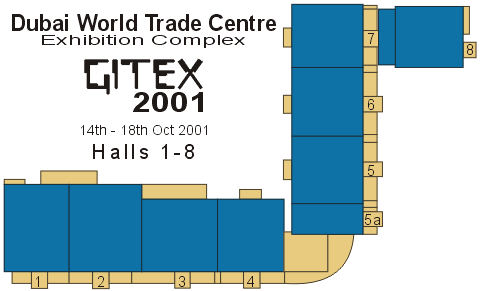 Dubai World Trade Centre
Exhibition Complex
GITEX
2001
14th - 18th Oct 2001
Halls 1-8
7
8
6
5
5a
1 2 3 4